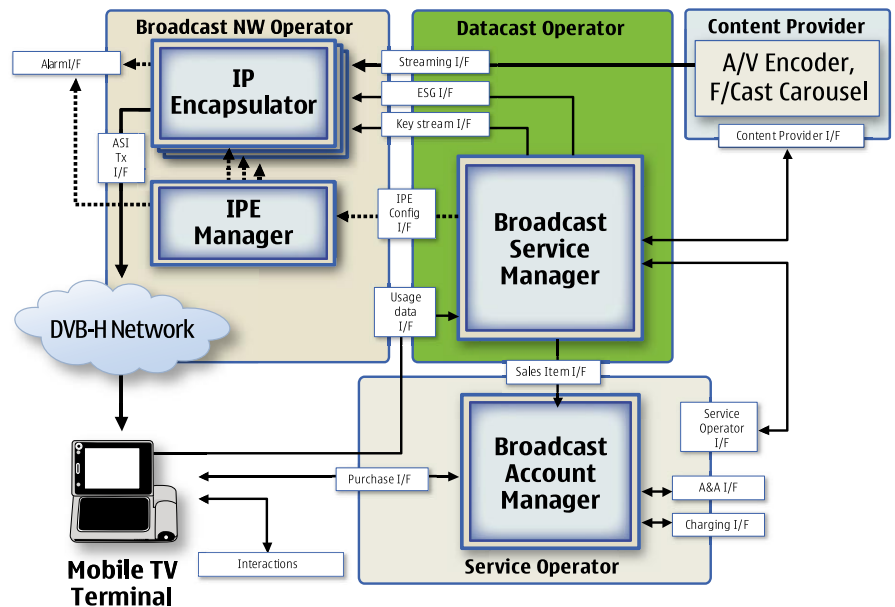 Broadcast NW Operator
Datacast Operator
Content Provider
AlarmI/F
IP
Encapsulator
Streaming I/F
ESG I/F
Key stream I/F
A/V Encoder,
F/Cast Carousel
Content Provider I/F
ASI
Tx
I/F
IPE
Manager
IPE
Config
I/F
Broadcast
Service
Manager
Usage
data
I/F
DVB-H Network
Sales Item I/F
Service
Operator
I/F
Broadcast
Account
Manager
Purchase I/F
A&A I/F
Charging I/F
Interactions
Service Operator
Mobile TV
Terminal